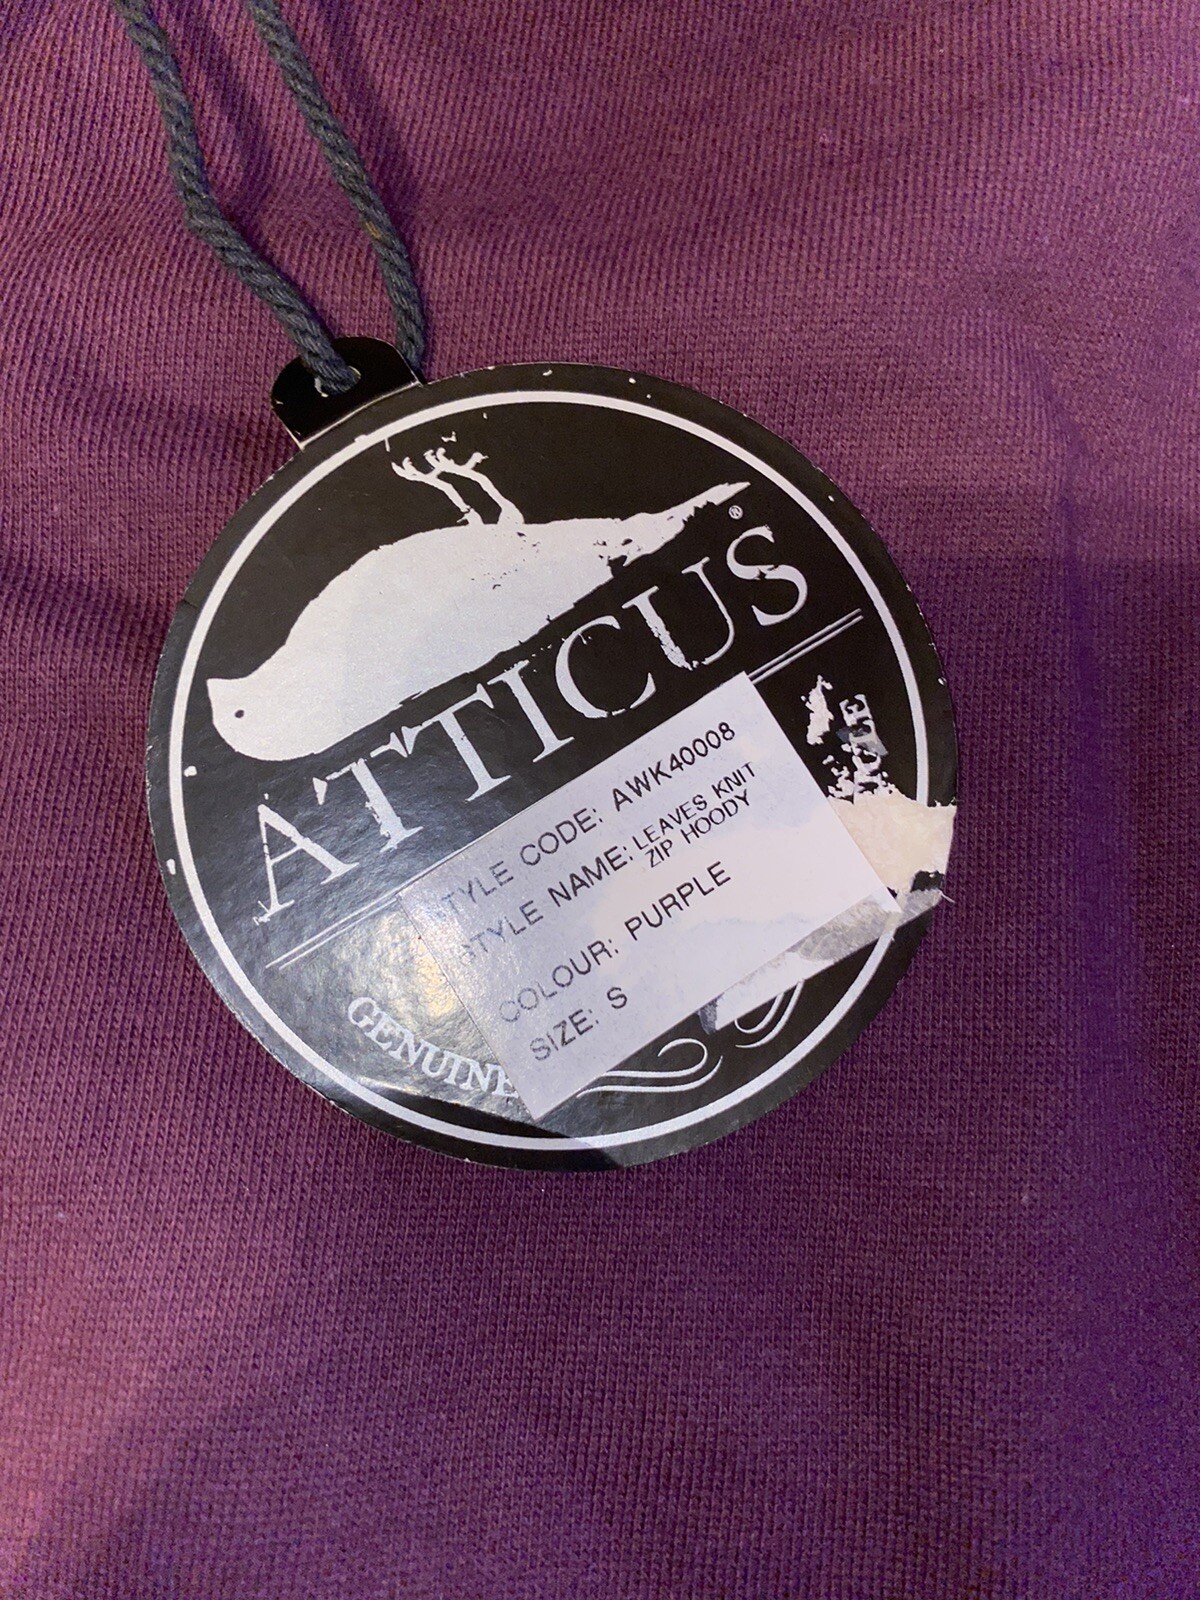 ®
ATTICUS
STYLE CODE: AWK40008
STYLE NAME: LEAVES KNIT
ZIP HOODY
COLOUR: PURPLE
SIZE: S
GENUINE